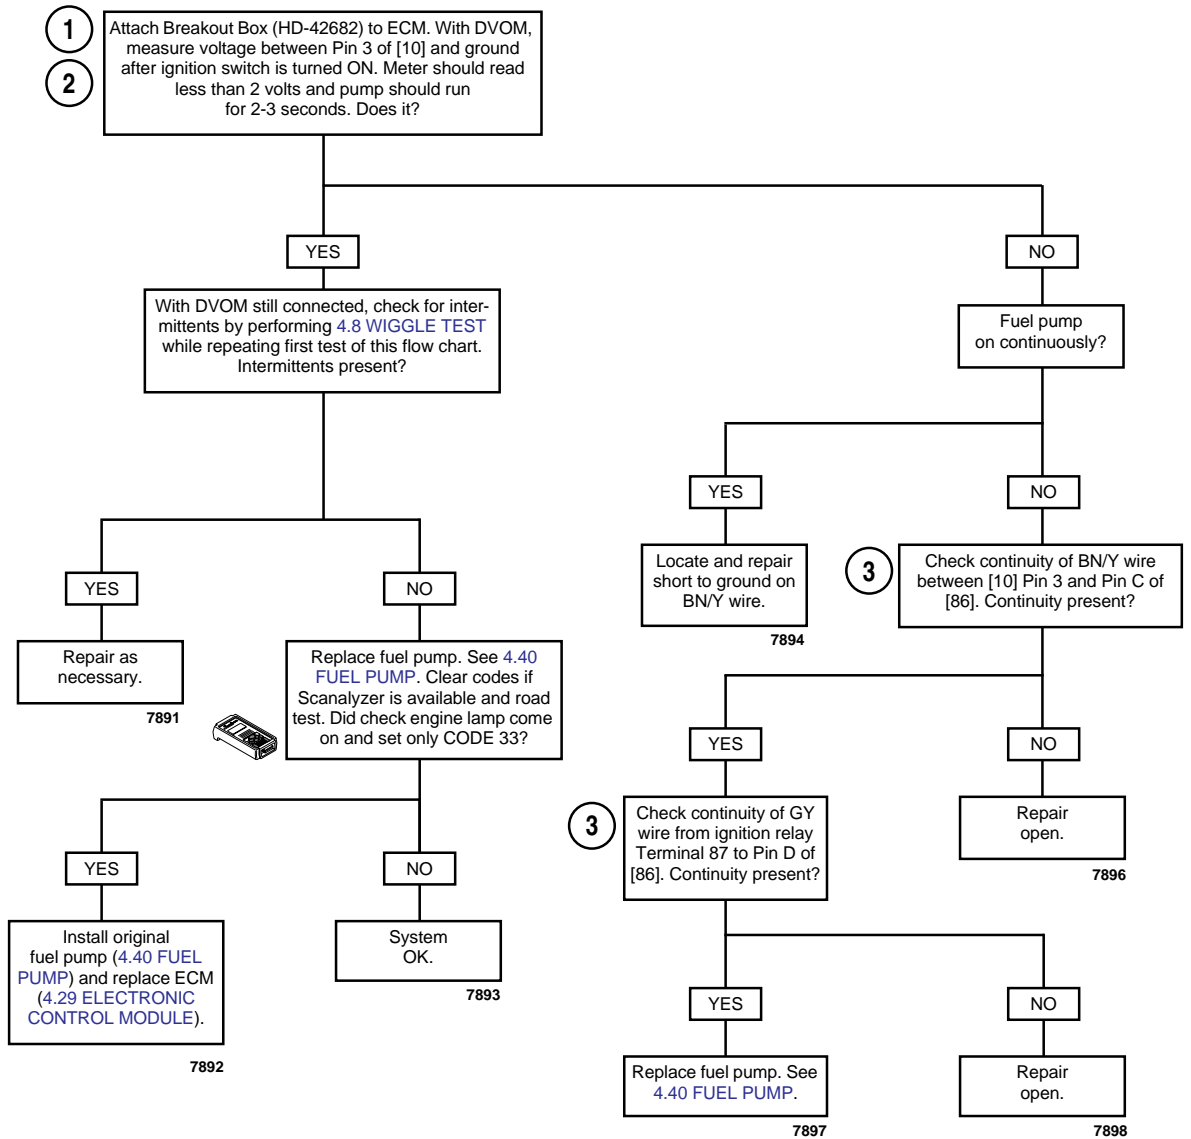 1
2
Attach Breakout Box (HD-42682) to ECM. With DVOM,
measure voltage between Pin 3 of [10] and ground
after ignition switch is turned ON. Meter should read
less than 2 volts and pump should run
for 2-3 seconds. Does it?
YES
NO
With DVOM still connected, check for inter-
mittents by performing 4.8 WIGGLE TEST
while repeating first test of this flow chart.
Intermittents present?
Fuel pump
on continuously?
YES
NO
YES
NO
Locate and repair
short to ground on
BN/Y wire.
7894
3
Check continuity of BN/Y wire
between [10] Pin 3 and Pin C of
[86]. Continuity present?
Repair as
necessary.
7891
Replace fuel pump. See 4.40
FUEL PUMP. Clear codes if
Scanalyzer is available and road
test. Did check engine lamp come
on and set only CODE 33?
YES
NO
3
Check continuity of GY
wire from ignition relay
Terminal 87 to Pin D of
[86]. Continuity present?
Repair
open.
7896
YES
NO
Install original
fuel pump (4.40 FUEL
PUMP) and replace ECM
(4.29 ELECTRONIC
CONTROL MODULE).
7892
System
OK.
7893
YES
NO
Replace fuel pump. See
4.40 FUEL PUMP.
7897
Repair
open.
7898